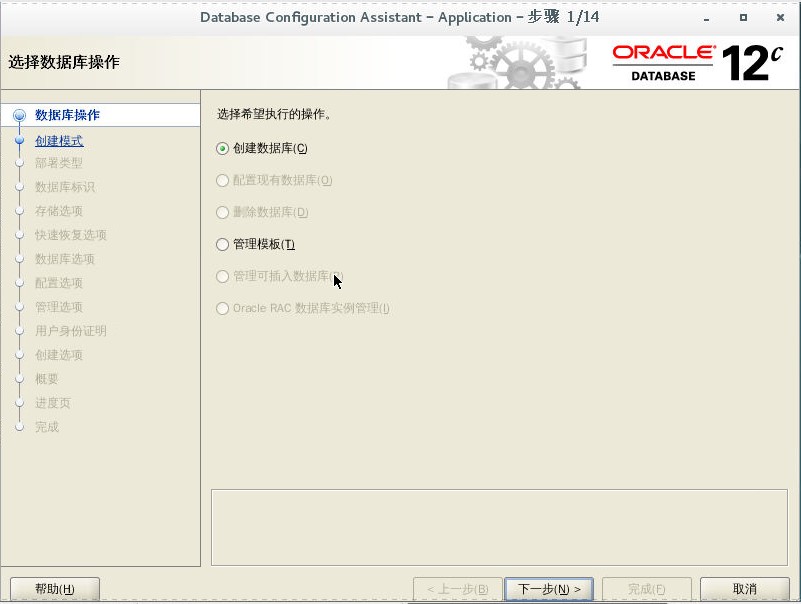 Database Configuration Assistant - Application - 步骤 1/14
选择数据库操作
ORACLE
DATABASE
12c
数据库操作
创建模式
部署类型
数据库标识
存储选项
快速恢复选项
数据库选项
配置选项
管理选项
用户身份证明
创建选项
概要
进度页
完成
选择希望执行的操作。
创建数据库(C)
配置现有数据库(O)
删除数据库(D)
管理模板(T)
管理可插入数据库
Oracle RAC 数据库实例管理(I)
帮助(H)
< 上一步(B)
下一步(N) >
完成(F)
取消